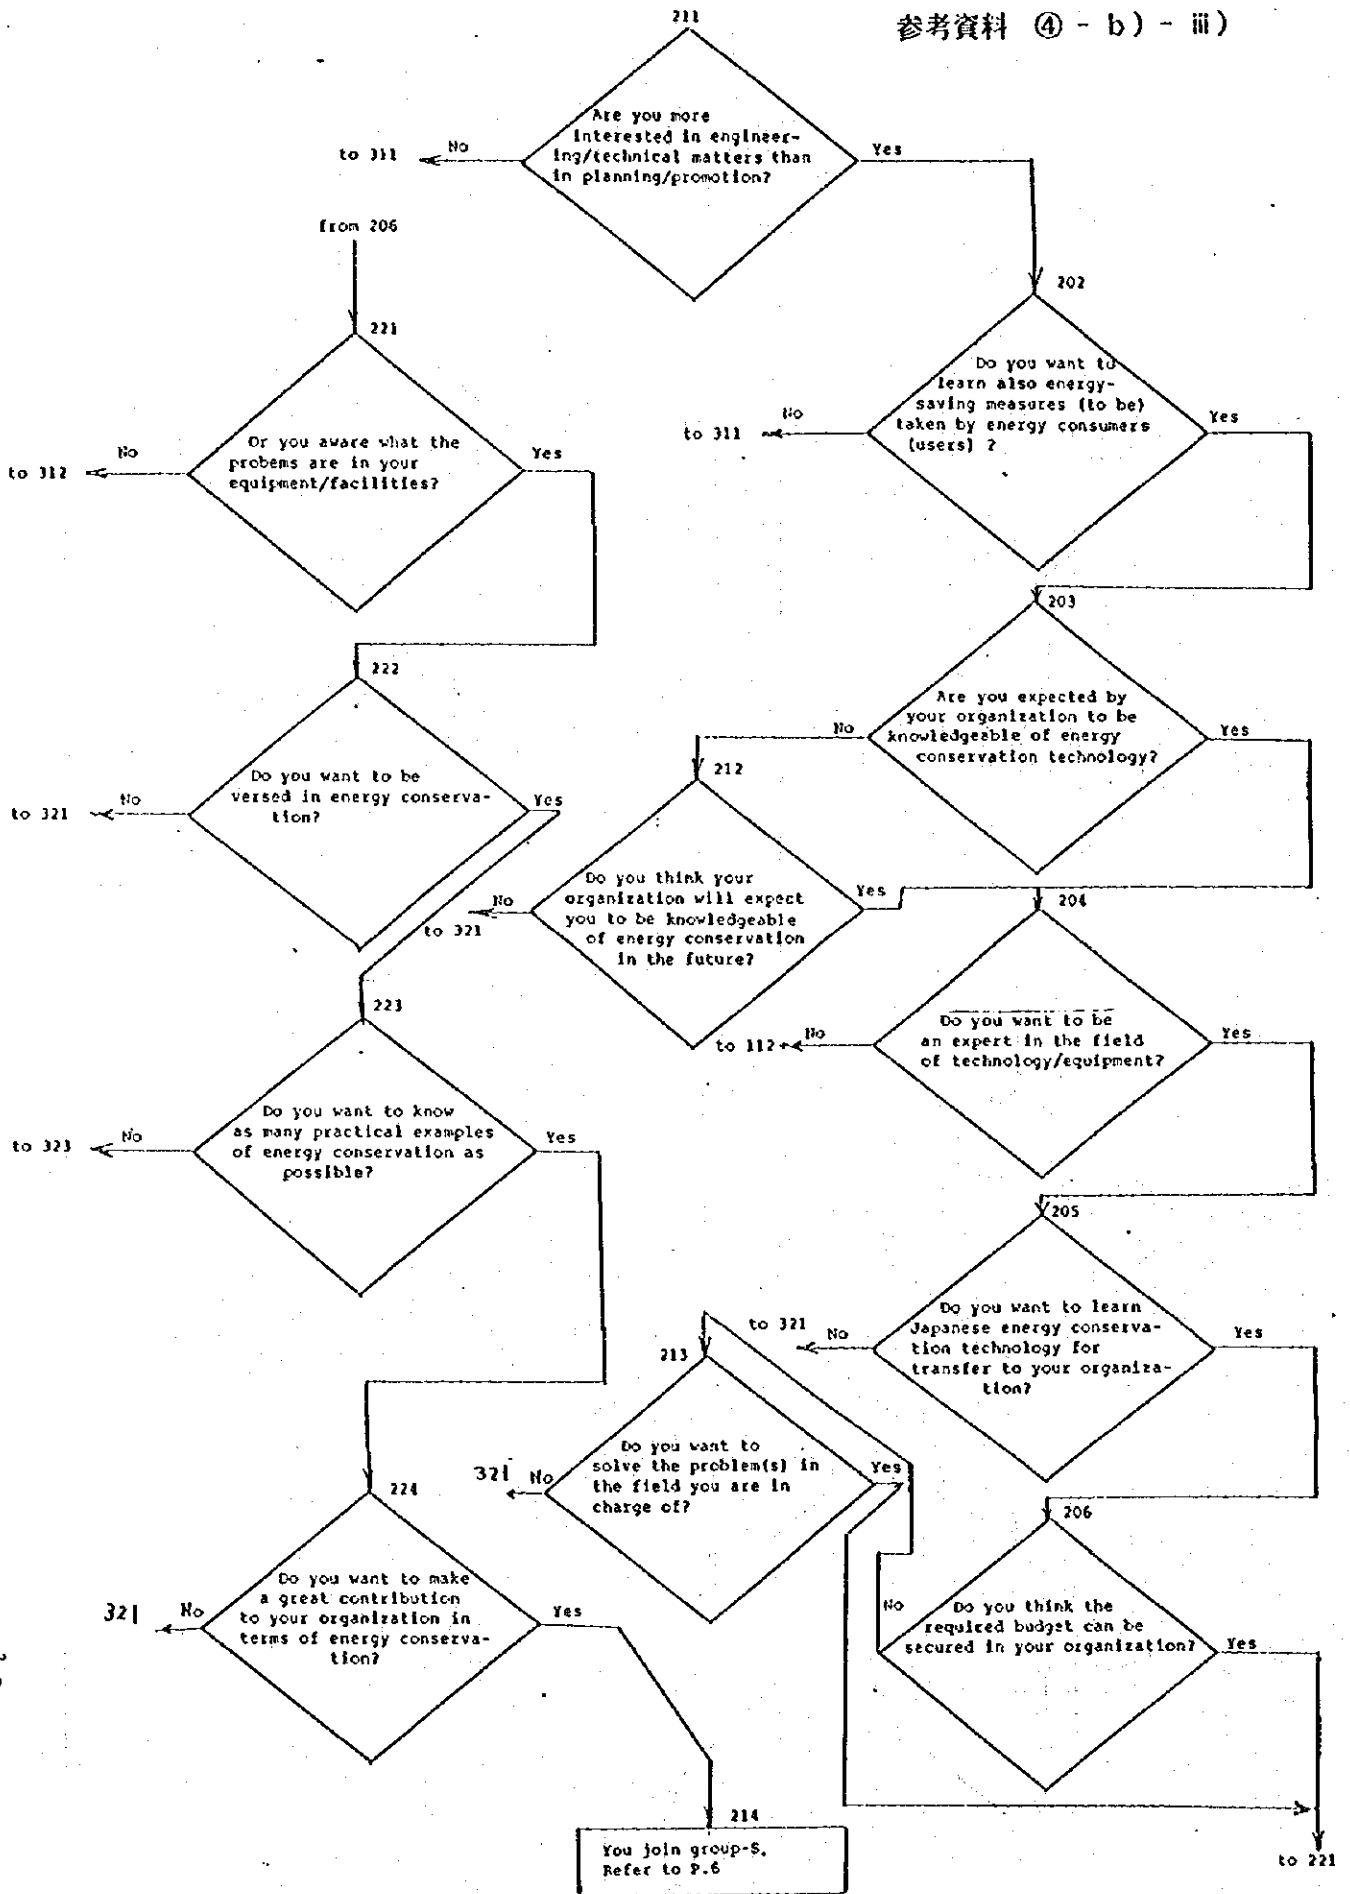 参考資料 ④ - b) - ⅲ)
211
Are you more
interested in engineer-
ing/technical matters than
in planning/promotion?
No
to 311
Yes
from 206
221
Or you aware what the
probems are in your
equipment/facilities?
No
to 312
Yes
202
Do you want to
learn also energy-
saving measures (to be)
taken by energy consumers
(users) ?
No
to 311
Yes
203
Are you expected by
your organization to be
knowledgeable of energy
conservation technology?
No
Yes
222
Do you want to be
versed in energy conserva-
tion?
No
to 321
Yes
212
Do you think your
organization will expect
you to be knowledgeable
of energy conservation
in the future?
No
to 321
Yes
204
Do you want to be
an expert in the field
of technology/equipment?
No
to 112
Yes
223
Do you want to know
as many practical examples
of energy conservation as
possible?
No
to 323
Yes
205
Do you want to learn
Japanese energy conserva-
tion technology for
transfer to your organiza-
tion?
No
to 321
Yes
213
Do you want to
solve the problem(s) in
the field you are in
charge of?
No
321
Yes
206
Do you think the
required budget can be
secured in your organization?
No
Yes
to 221
224
Do you want to make
a great contribution
to your organization in
terms of energy conserva-
tion?
No
321
Yes
214
You join group-S.
Refer to P.6